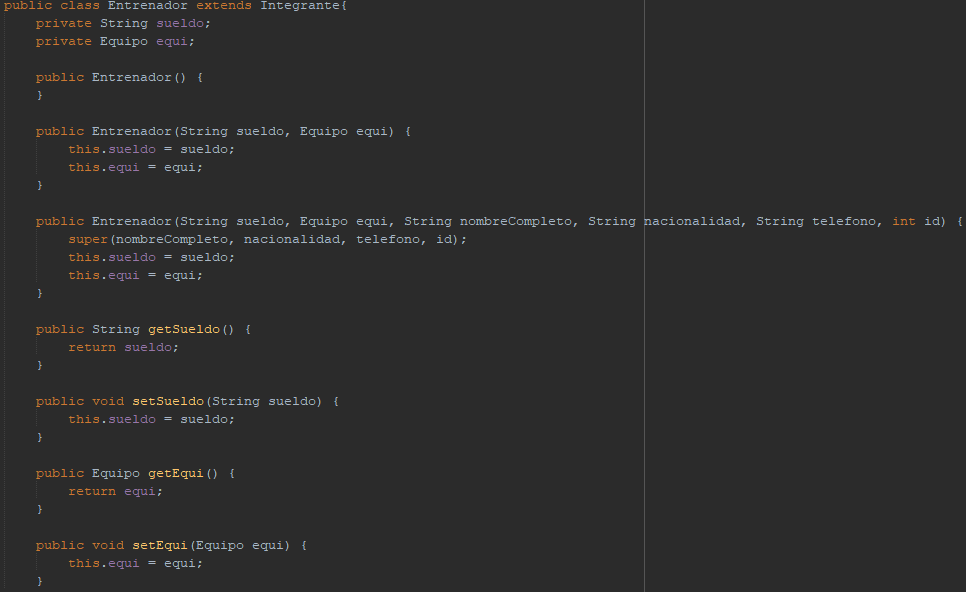 public class Entrenador extends Integrante{
    private String sueldo;
    private Equipo equi;

    public Entrenador() {
    }

    public Entrenador(String sueldo, Equipo equi) {
        this.sueldo = sueldo;
        this.equi = equi;
    }

    public Entrenador(String sueldo, Equipo equi, String nombreCompleto, String nacionalidad, String telefono, int id) {
        super(nombreCompleto, nacionalidad, telefono, id);
        this.sueldo = sueldo;
        this.equi = equi;
    }

    public String getSueldo() {
        return sueldo;
    }

    public void setSueldo(String sueldo) {
        this.sueldo = sueldo;
    }

    public Equipo getEqui() {
        return equi;
    }

    public void setEqui(Equipo equi) {
        this.equi = equi;
    }